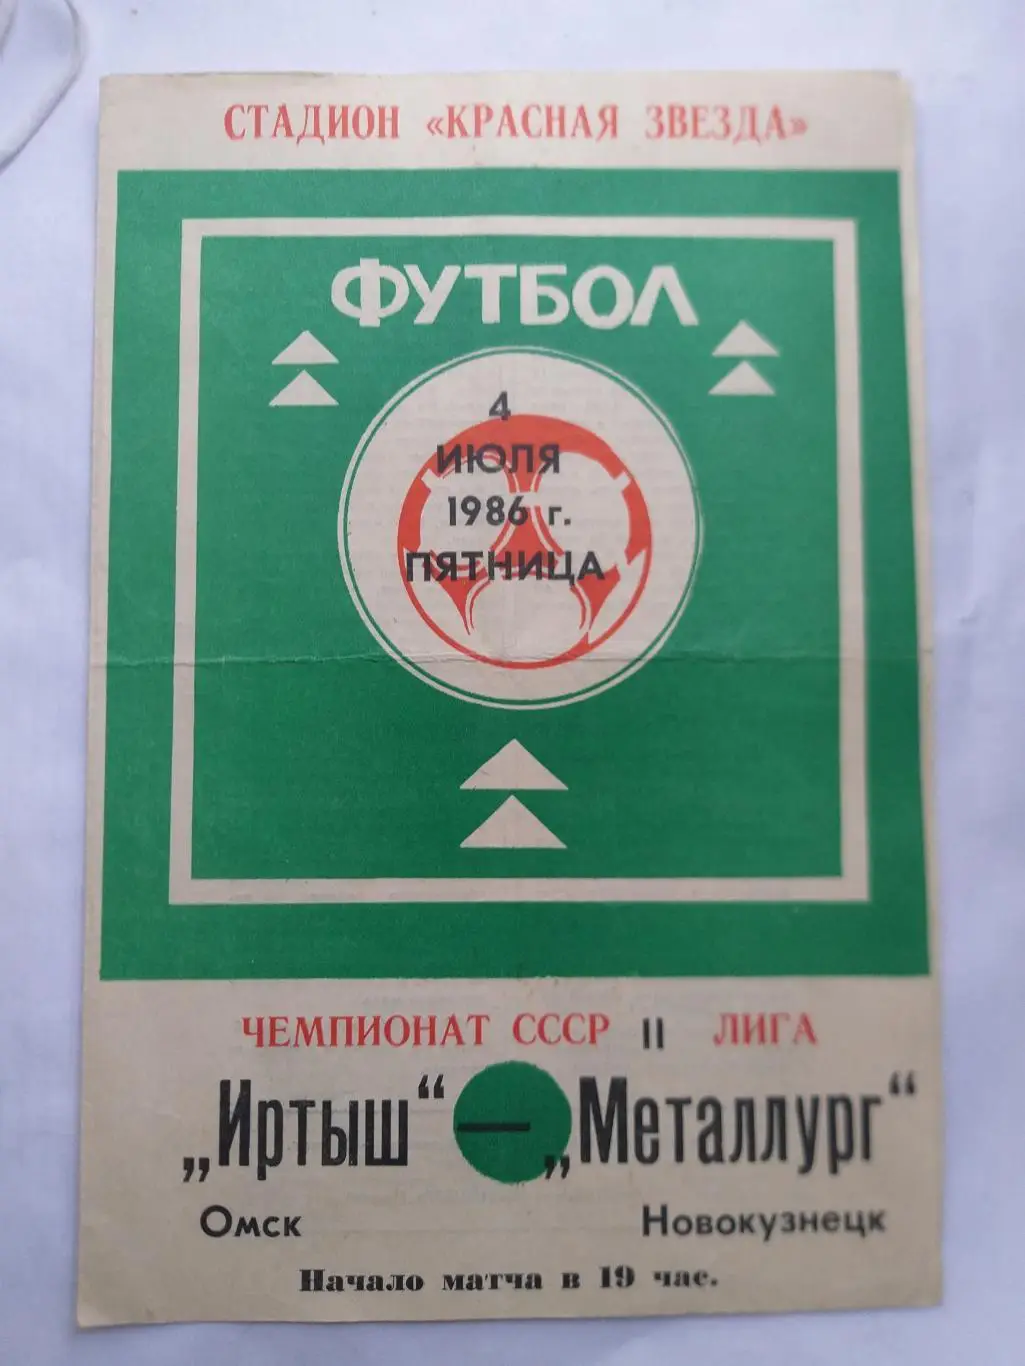 СТАДИОН «КРАСНАЯ ЗВЕЗДА»
ФУТБОЛ
4
ИЮЛЯ
1986 г.
ПЯТНИЦА
ЧЕМПИОНАТ СССР II ЛИГА
„Иртыш“ — „Металлург“
Омск Новокузнецк
Начало матча в 19 час.